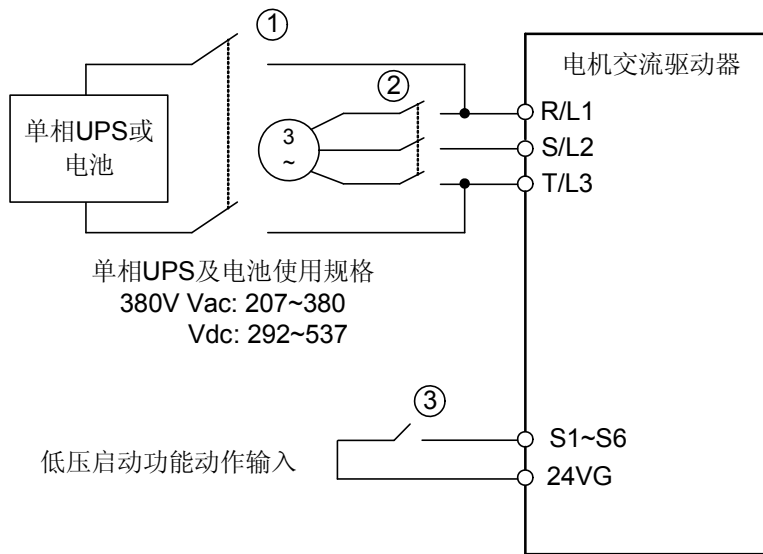 ①
电机交流驱动器
②
R/L1
单相UPS或
电池
3
~
S/L2
T/L3
单相UPS及电池使用规格
380V Vac: 207~380
Vdc: 292~537
③
S1~S6
低压启动功能动作输入
24VG